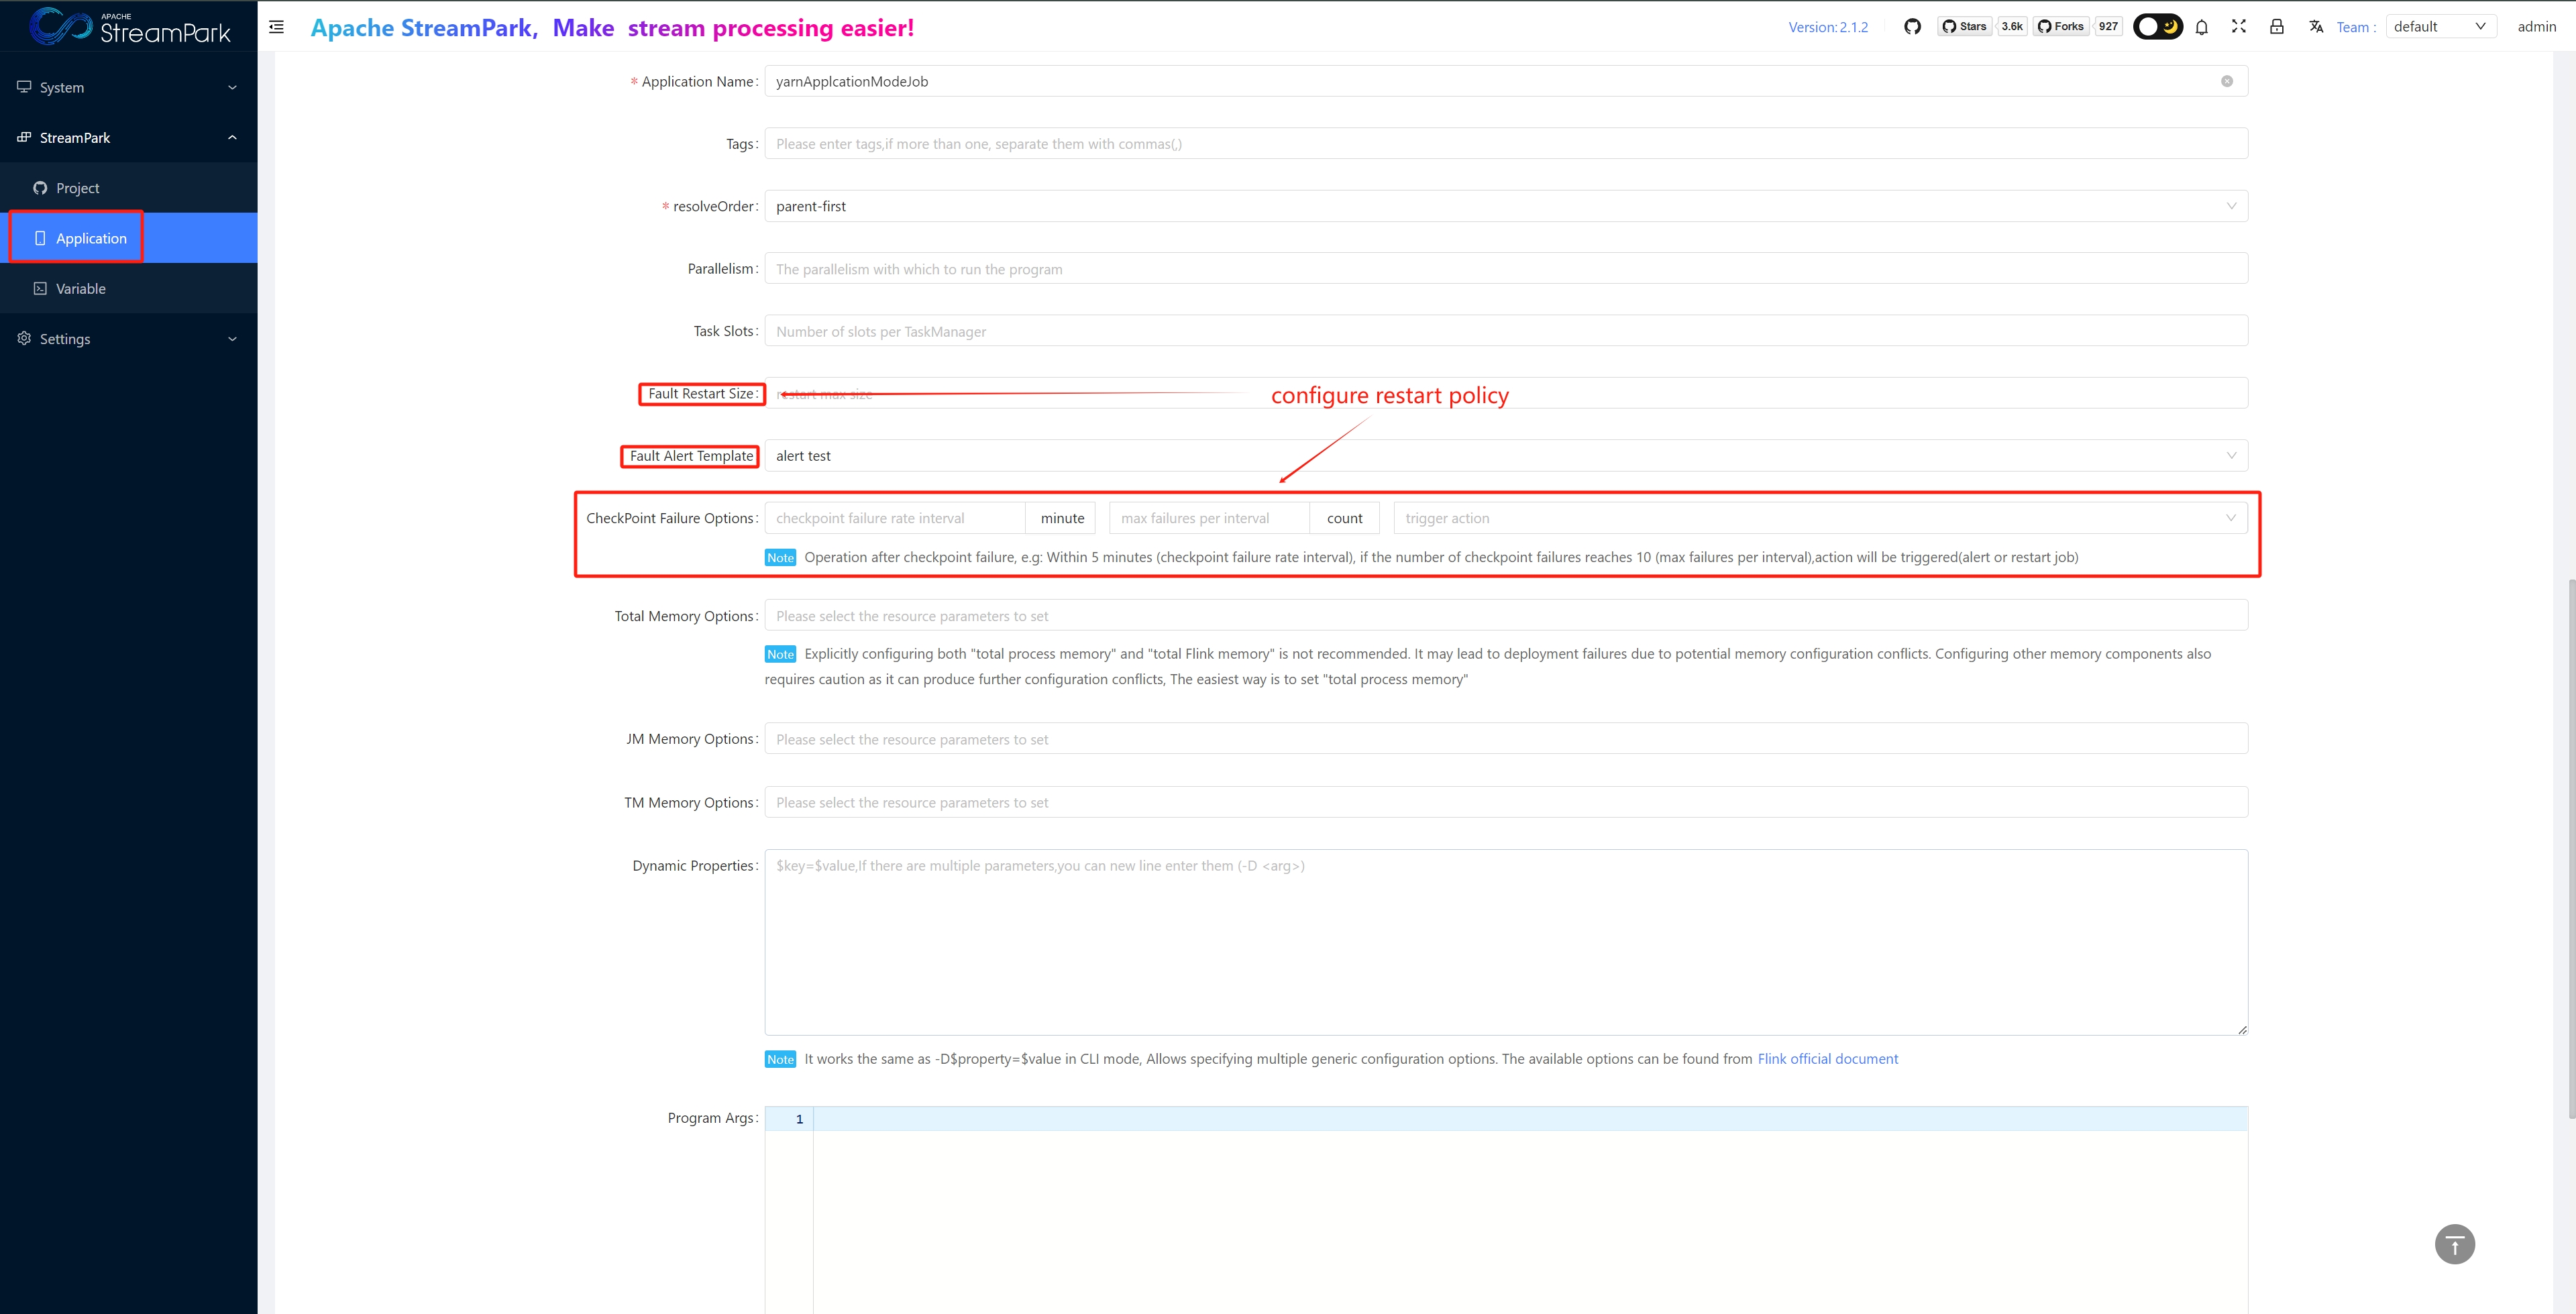 APACHE
StreamPark
Apache StreamPark, Make stream processing easier!
Version: 2.1.2
Stars
3.6k
Forks
927
Team :
default
admin
System
StreamPark
Project
Application
Variable
Settings
* Application Name: yarnApplcationModeJob
Tags: Please enter tags,if more than one, separate them with commas(,)
* resolveOrder: parent-first
Parallelism: The parallelism with which to run the program
Task Slots: Number of slots per TaskManager
Fault Restart Size: restart max size
configure restart policy
Fault Alert Template alert test
CheckPoint Failure Options: checkpoint failure rate interval minute max failures per interval count trigger action
Note Operation after checkpoint failure, e.g: Within 5 minutes (checkpoint failure rate interval), if the number of checkpoint failures reaches 10 (max failures per interval),action will be triggered(alert or restart job)
Total Memory Options: Please select the resource parameters to set
Note Explicitly configuring both "total process memory" and "total Flink memory" is not recommended. It may lead to deployment failures due to potential memory configuration conflicts. Configuring other memory components also
requires caution as it can produce further configuration conflicts, The easiest way is to set "total process memory"
JM Memory Options: Please select the resource parameters to set
TM Memory Options: Please select the resource parameters to set
Dynamic Properties: $key=$value,If there are multiple parameters,you can new line enter them (-D <arg>)
Note It works the same as -D$property=$value in CLI mode, Allows specifying multiple generic configuration options. The available options can be found from Flink official document
Program Args: 1